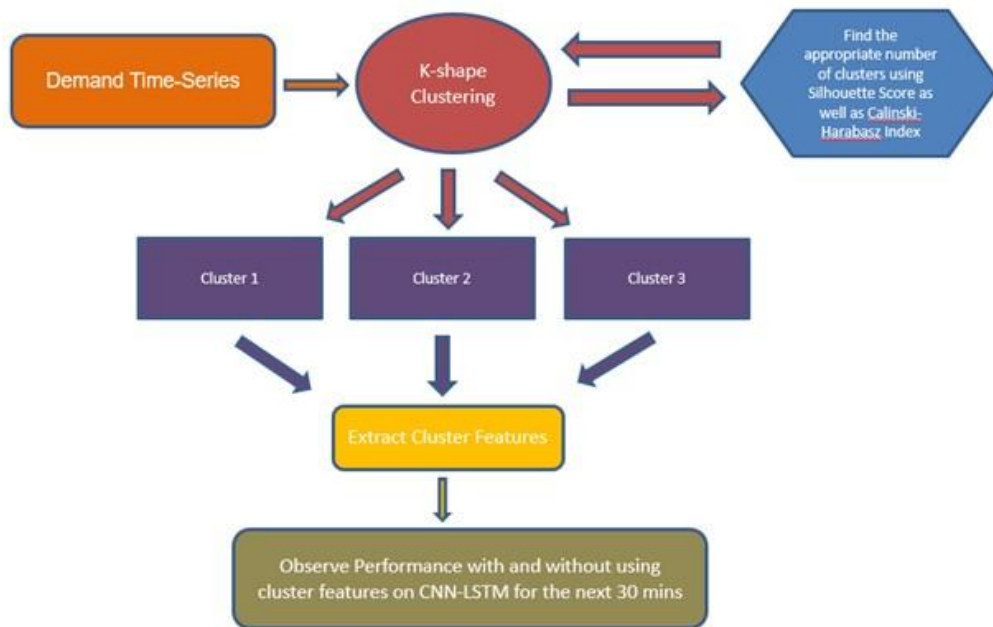 Demand Time-Series
K-shape
Clustering
Find the
appropriate number
of clusters using
Silhouette Score as
well as Calinski-
Harabasz Index
Cluster 1
Cluster 2
Cluster 3
Extract Cluster Features
Observe Performance with and without using
cluster features on CNN-LSTM for the next 30 mins